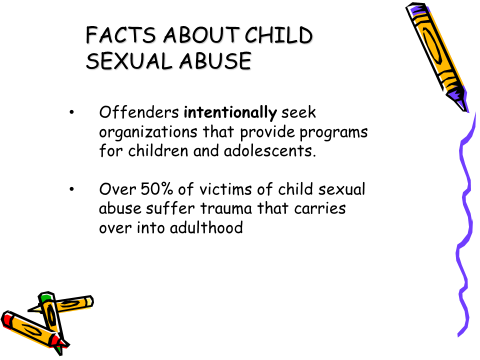 FACTS ABOUT CHILD
SEXUAL ABUSE
• Offenders intentionally seek
organizations that provide programs
for children and adolescents.
• Over 50% of victims of child sexual
abuse suffer trauma that carries
over into adulthood